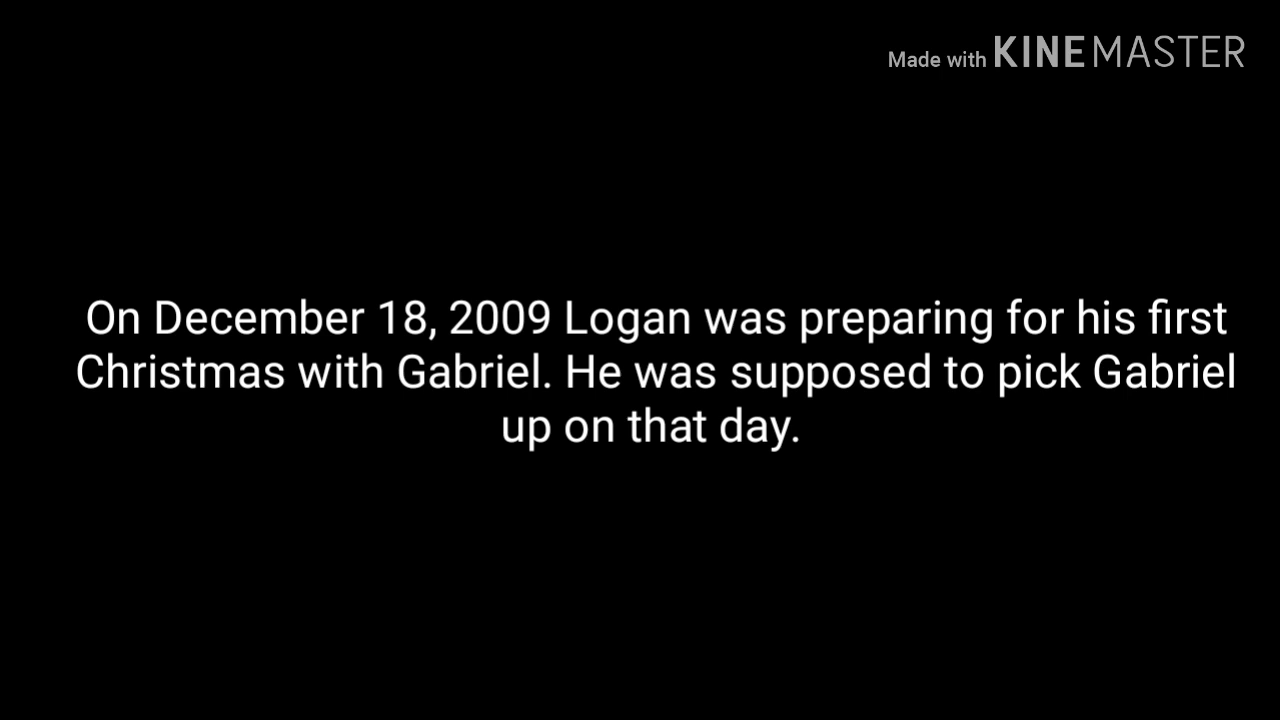 Made with KINEMASTER
On December 18, 2009 Logan was preparing for his first
Christmas with Gabriel. He was supposed to pick Gabriel
up on that day.